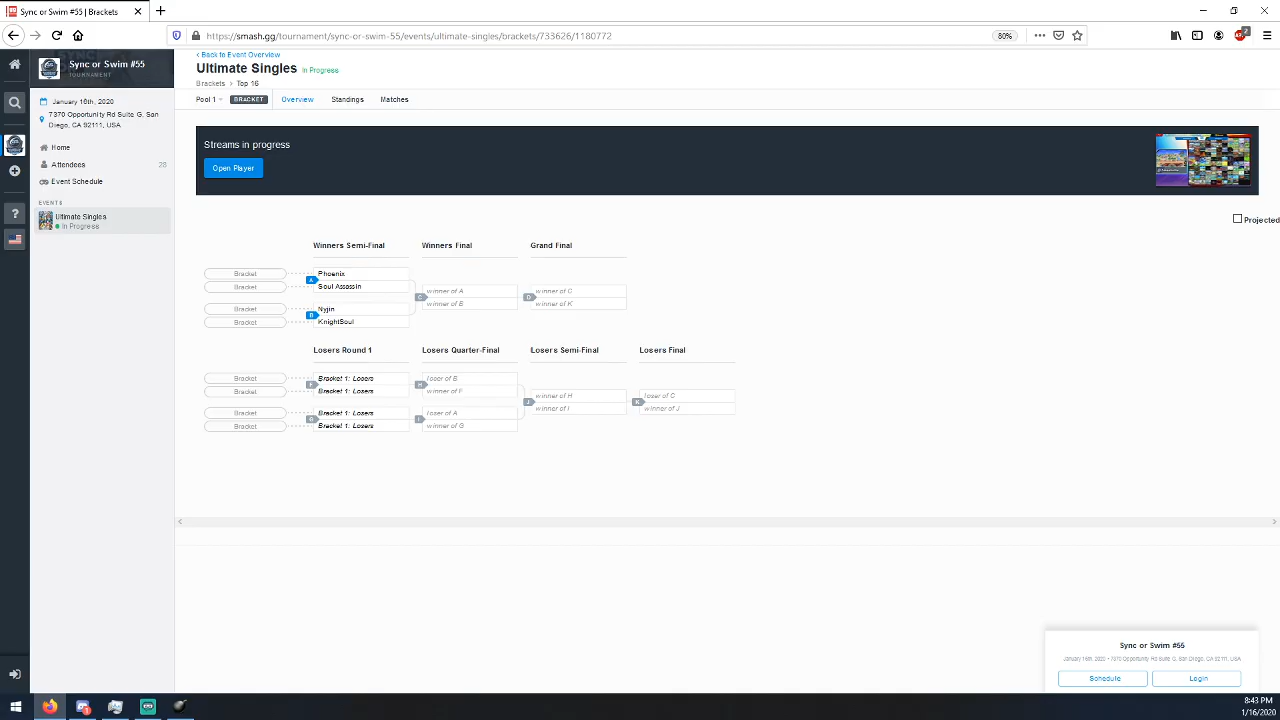 Sync or Swim #55 | Brackets
https://smash.gg/tournament/sync-or-swim-55/events/ultimate-singles/brackets/733626/1180772
80%
Sync or Swim #55
TOURNAMENT
January 16th, 2020
7370 Opportunity Rd Suite G, San
Diego, CA 92111, USA
Home
Attendees 28
Event Schedule
EVENTS
Ultimate Singles
In Progress
Back to Event Overview
Ultimate Singles In Progress
Brackets > Top 16
Pool 1 BRACKET Overview Standings Matches
Streams in progress
Open Player
Projected
Winners Semi-Final Winners Final Grand Final
Bracket Phoenix
A
Bracket Soul Assassin
winner of A winner of C
C D
winner of B winner of K
Bracket Nyjin
B
Bracket KnightSoul
Losers Round 1 Losers Quarter-Final Losers Semi-Final Losers Final
Bracket Bracket 1: Losers loser of B
F H
Bracket Bracket 1: Losers winner of F
winner of H loser of C
J K
winner of I winner of J
Bracket Bracket 1: Losers loser of A
G I
Bracket Bracket 1: Losers winner of G
Sync or Swim #55
January 16th, 2020 • 7370 Opportunity Rd Suite G, San Diego, CA 92111, USA
Schedule Login
8:43 PM
1/16/2020